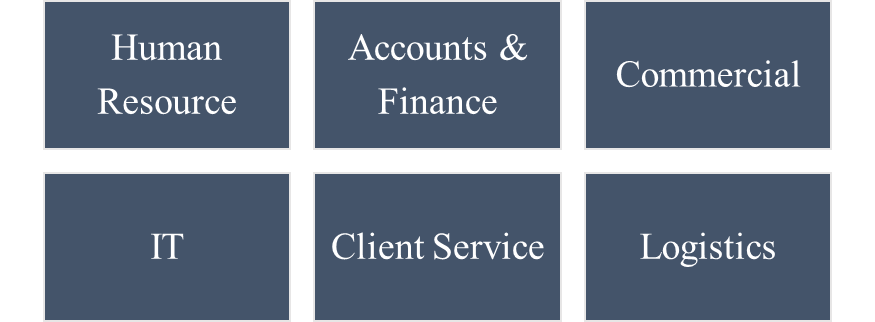 Human
Resource
Accounts &
Finance
Commercial
IT
Client Service
Logistics